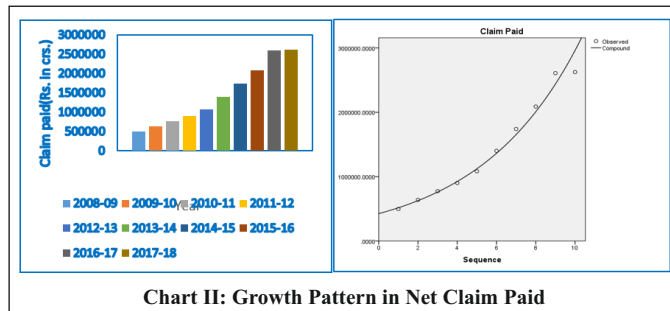 3000000
2500000
2000000
1500000
1000000
500000
0
Claim paid(Rs. in crs.)
Year
2008-09 2009-10 2010-11 2011-12
2012-13 2013-14 2014-15 2015-16
2016-17 2017-18
Claim Paid
Observed
Compound
3000000.0000
2000000.0000
1000000.0000
.0000
0 2 4 6 8 10
Sequence
Chart II: Growth Pattern in Net Claim Paid